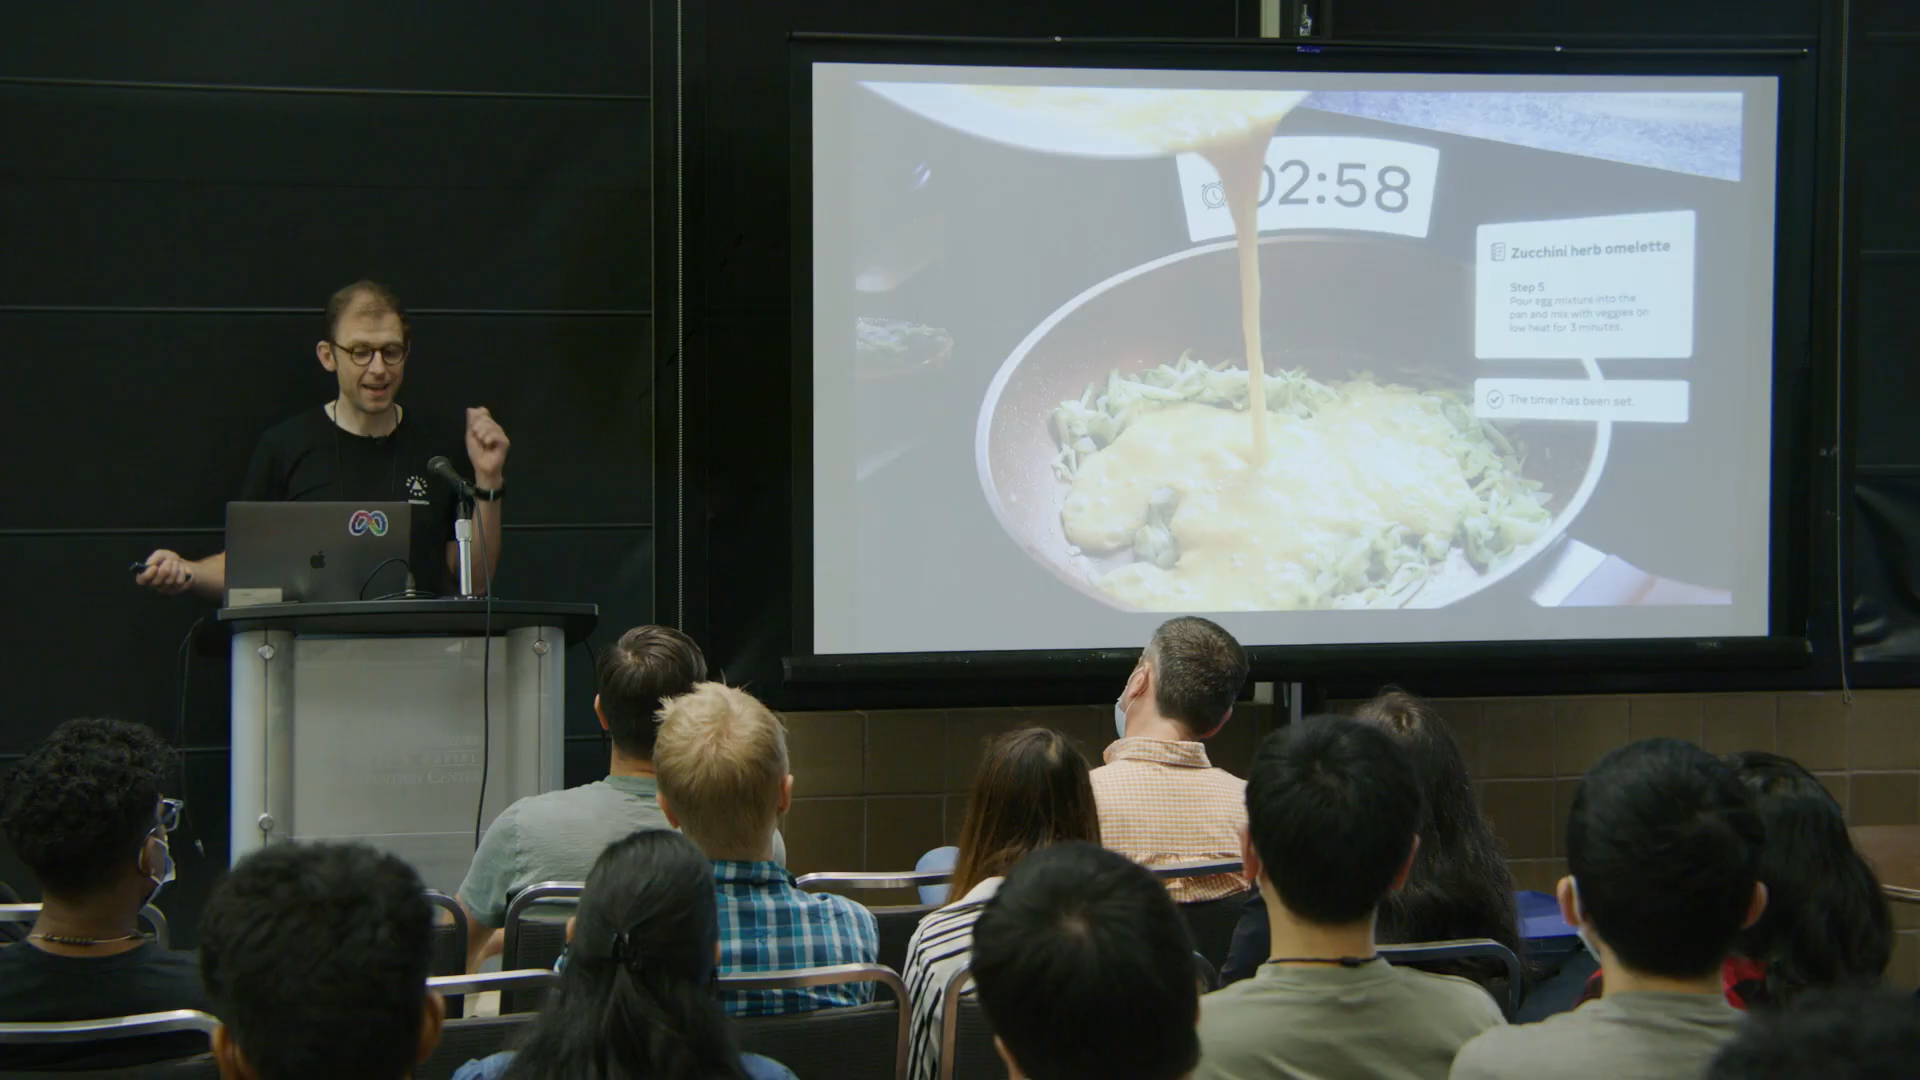 02:58
Zucchini herb omelette
Step 5
Pour egg mixture into the
pan and mix with veggies on
low heat for 3 minutes.
The timer has been set.